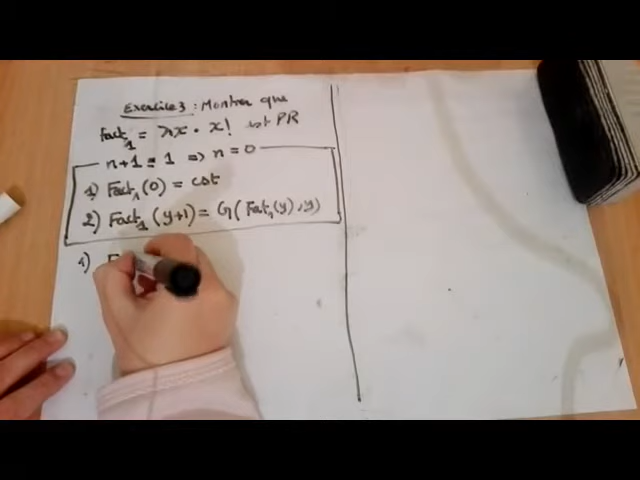 Exercice 3 : Montrer que
Fact₁ = λx · x! est PR
n+1 = 1 ⇒ n = 0
1) Fact₁(0) = cst
2) Fact₁(y+1) = G(Fact₁(y), y)
1) F